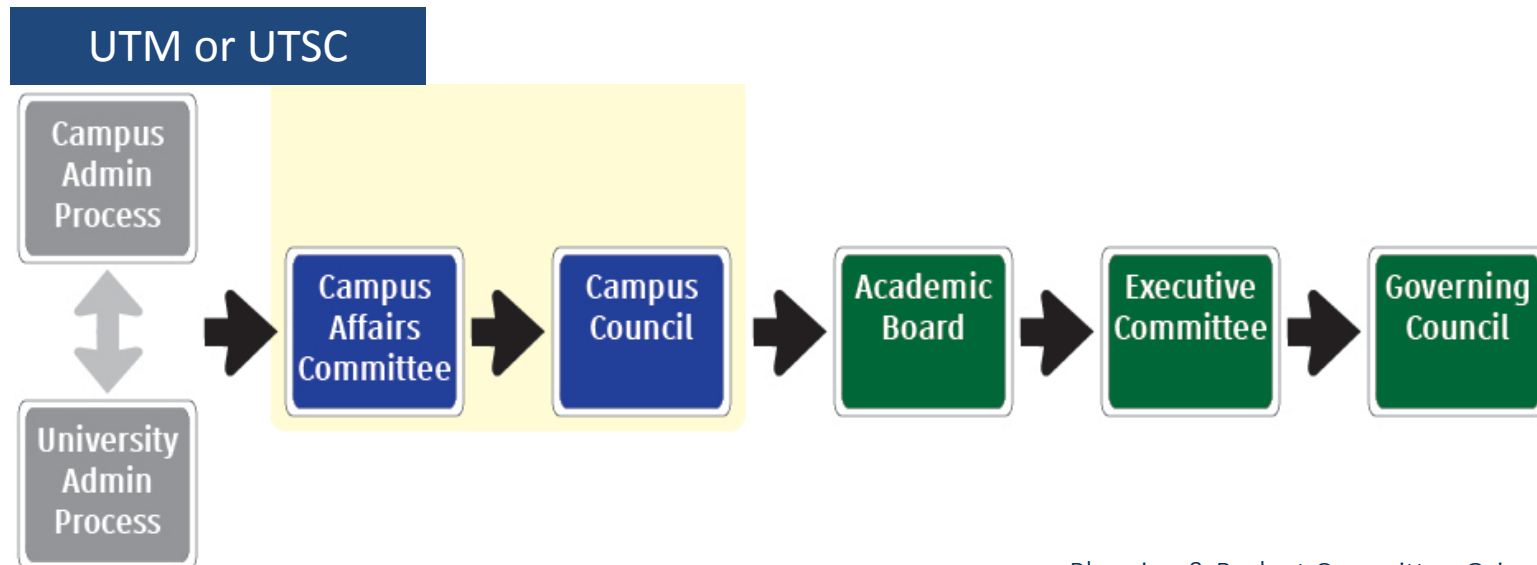 UTM or UTSC
Campus
Admin
Process
University
Admin
Process
Campus
Affairs
Committee
Campus
Council
Academic
Board
Executive
Committee
Governing
Council